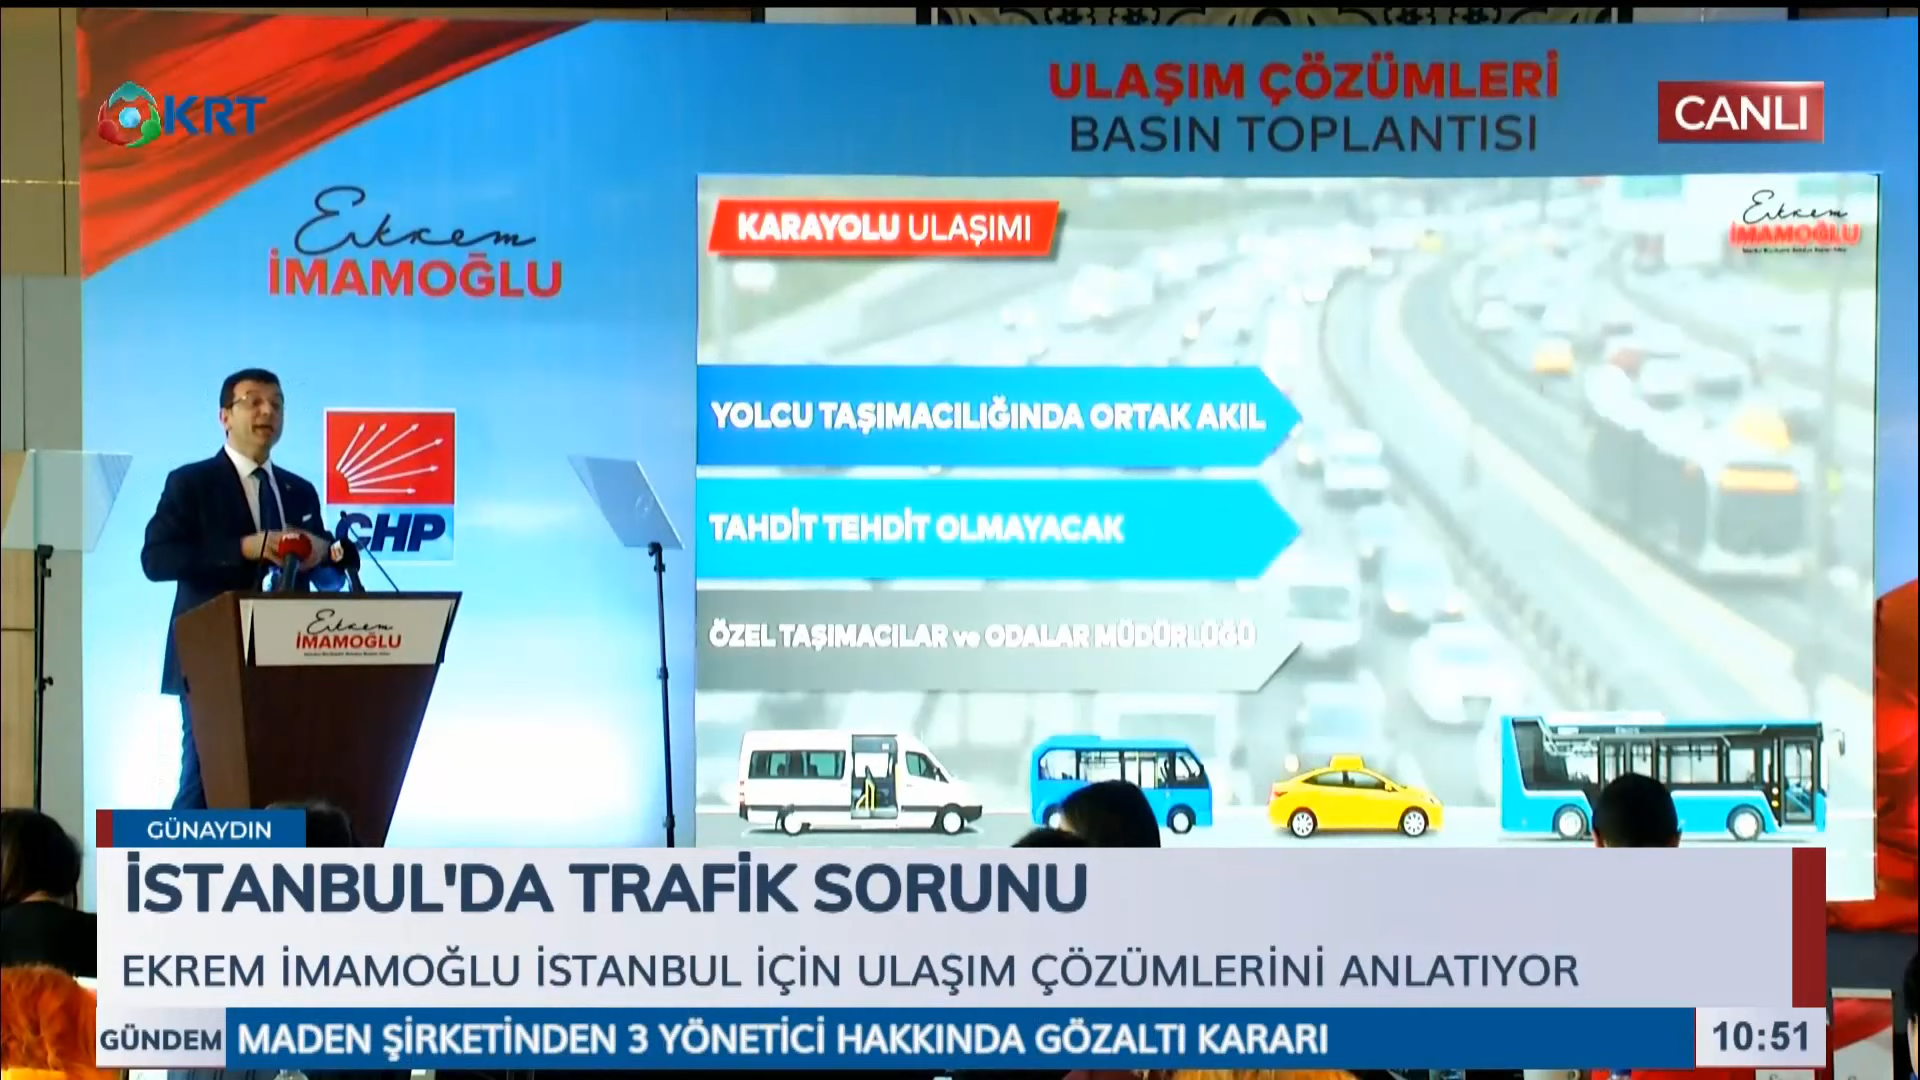 KRT
ULAŞIM ÇÖZÜMLERİ
BASIN TOPLANTISI
CANLI
Ekrem
İMAMOĞLU
KARAYOLU ULAŞIMI
Ekrem
İMAMOĞLU
YOLCU TAŞIMACILIĞINDA ORTAK AKIL
TAHDİT TEHDİT OLMAYACAK
ÖZEL TAŞIMACILAR ve ODALAR MÜDÜRLÜĞÜ
CHP
Ekrem
İMAMOĞLU
GÜNAYDIN
İSTANBUL'DA TRAFİK SORUNU
EKREM İMAMOĞLU İSTANBUL İÇİN ULAŞIM ÇÖZÜMLERİNİ ANLATIYOR
GÜNDEM MADEN ŞİRKETİNDEN 3 YÖNETİCİ HAKKINDA GÖZALTI KARARI 10:51